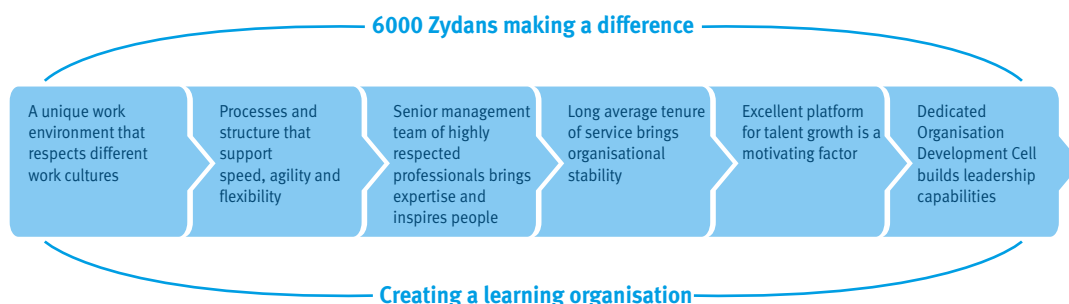 6000 Zydans making a difference
A unique work
environment that
respects different
work cultures
Processes and
structure that
support
speed, agility and
flexibility
Senior management
team of highly
respected
professionals brings
expertise and
inspires people
Long average tenure
of service brings
organisational
stability
Excellent platform
for talent growth is a
motivating factor
Dedicated
Organisation
Development Cell
builds leadership
capabilities
Creating a learning organisation